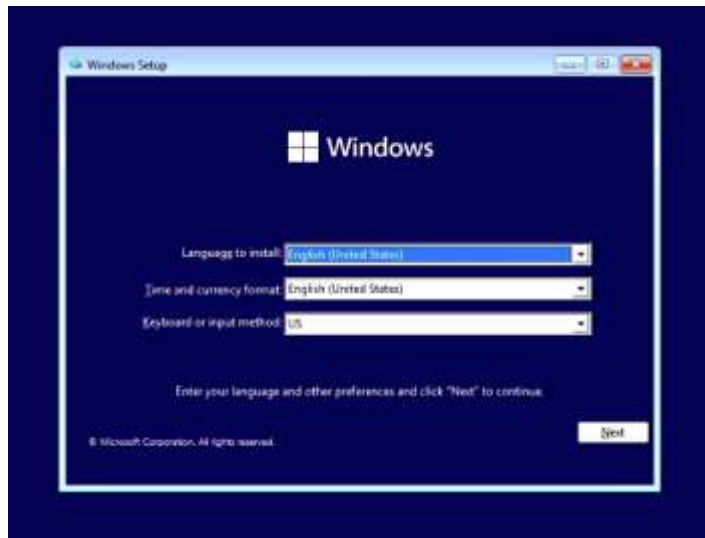 Windows Setup
Windows
Language to install: English (United States)
Time and currency format: English (United States)
Keyboard or input method: US
Enter your language and other preferences and click "Next" to continue.
© Microsoft Corporation. All rights reserved.
Next